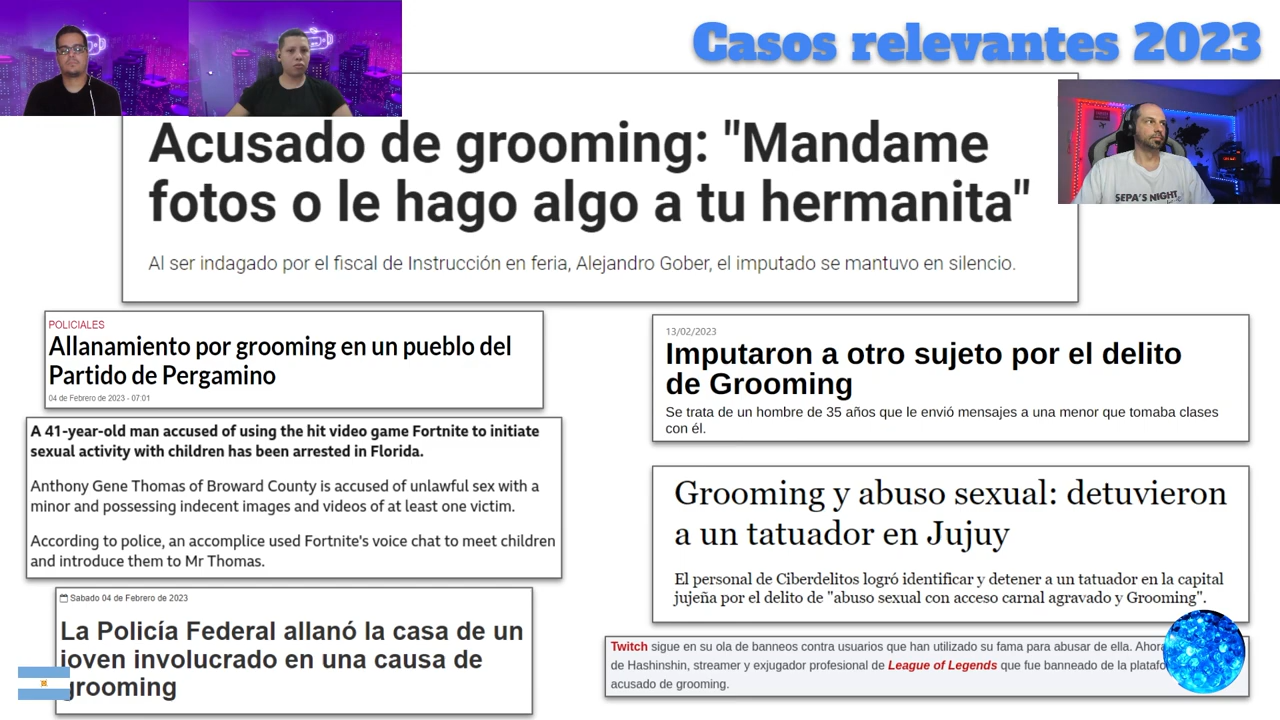 Casos relevantes 2023
SEPA'S NIGHT
Acusado de grooming: "Mandame
fotos o le hago algo a tu hermanita"
Al ser indagado por el fiscal de Instrucción en feria, Alejandro Gober, el imputado se mantuvo en silencio.
POLICIALES
Allanamiento por grooming en un pueblo del
Partido de Pergamino
04 de Febrero de 2023 - 07:01
A 41-year-old man accused of using the hit video game Fortnite to initiate
sexual activity with children has been arrested in Florida.
Anthony Gene Thomas of Broward County is accused of unlawful sex with a
minor and possessing indecent images and videos of at least one victim.
According to police, an accomplice used Fortnite's voice chat to meet children
and introduce them to Mr Thomas.
Sabado 04 de Febrero de 2023
La Policía Federal allanó la casa de un
joven involucrado en una causa de
grooming
13/02/2023
Imputaron a otro sujeto por el delito
de Grooming
Se trata de un hombre de 35 años que le envió mensajes a una menor que tomaba clases
con él.
Grooming y abuso sexual: detuvieron
a un tatuador en Jujuy
El personal de Ciberdelitos logró identificar y detener a un tatuador en la capital
jujeña por el delito de "abuso sexual con acceso carnal agravado y Grooming".
Twitch sigue en su ola de banneos contra usuarios que han utilizado su fama para abusar de ella. Ahora
de Hashinshin, streamer y exjugador profesional de League of Legends que fue banneado de la platafo
acusado de grooming.